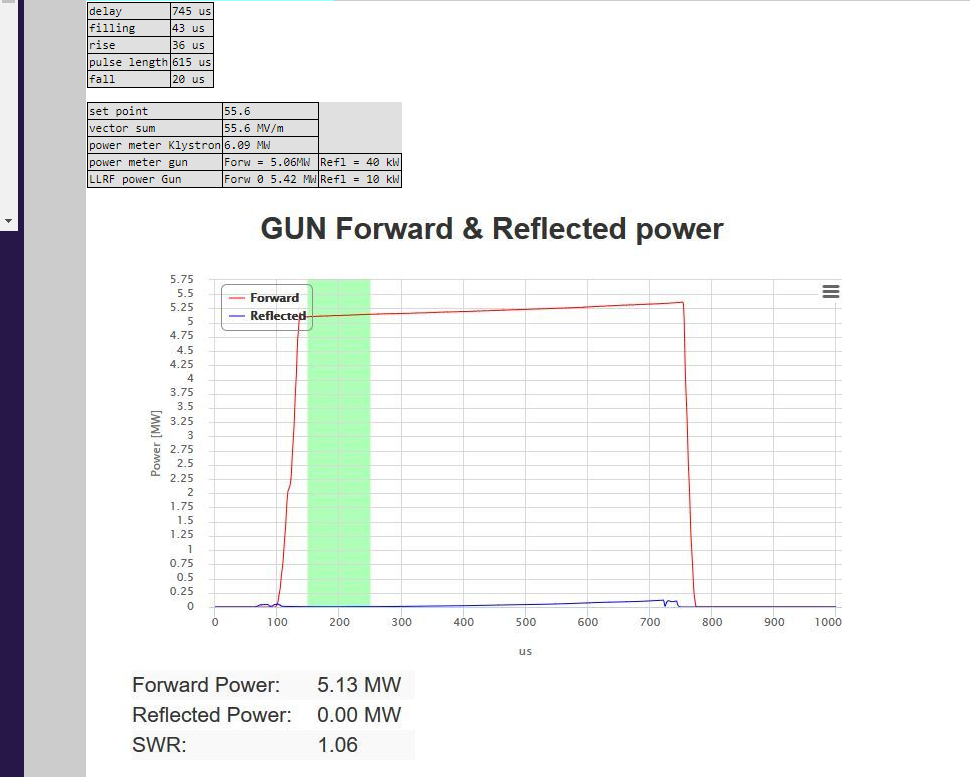 delay 745 us
filling 43 us
rise 36 us
pulse length 615 us
fall 20 us
set point 55.6
vector sum 55.6 MV/m
power meter Klystron 6.09 MW
power meter gun Forw = 5.06MW Refl = 40 kW
LLRF power Gun Forw 0 5.42 MW Refl = 10 kW
GUN Forward & Reflected power
Forward
Reflected
Power [MW]
5.75
5.5
5.25
5
4.75
4.5
4.25
4
3.75
3.5
3.25
3
2.75
2.5
2.25
2
1.75
1.5
1.25
1
0.75
0.5
0.25
0
0 100 200 300 400 500 600 700 800 900 1000
us
Forward Power: 5.13 MW
Reflected Power: 0.00 MW
SWR: 1.06